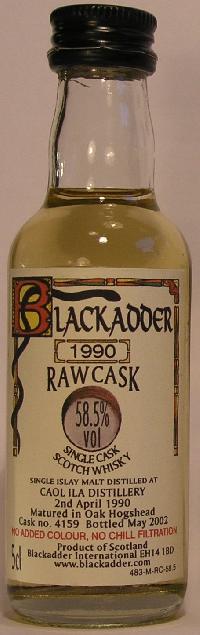 BLACKADDER
1990
RAW CASK
58.5%
vol
SINGLE CASK
SCOTCH WHISKY
SINGLE ISLAY MALT DISTILLED AT
CAOL ILA DISTILLERY
2nd April 1990
Matured in Oak Hogshead
Cask no. 4159 Bottled May 2002
NO ADDED COLOUR, NO CHILL FILTRATION
Product of Scotland
5cl
Blackadder International EH14 1BD
www.blackadder.com
483-M-RC-58.5